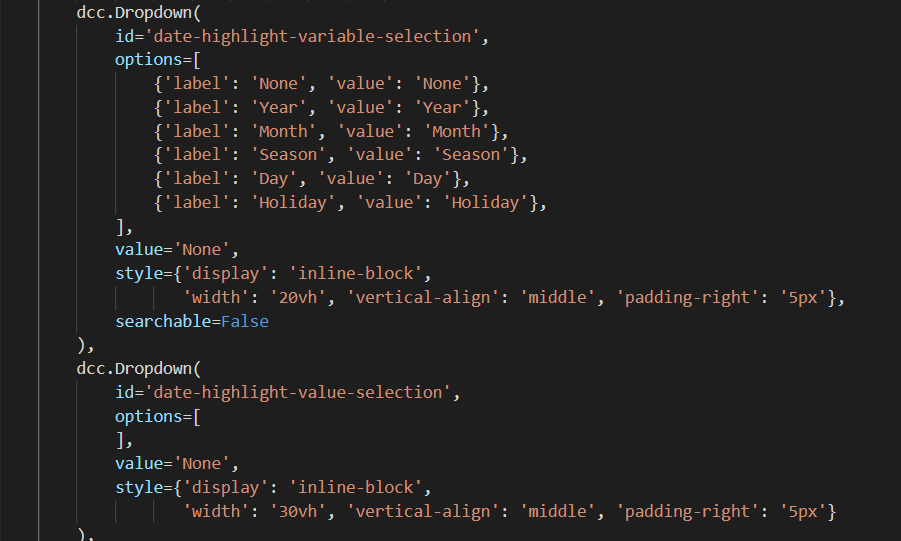 dcc.Dropdown(
id='date-highlight-variable-selection',
options=[
{'label': 'None', 'value': 'None'},
{'label': 'Year', 'value': 'Year'},
{'label': 'Month', 'value': 'Month'},
{'label': 'Season', 'value': 'Season'},
{'label': 'Day', 'value': 'Day'},
{'label': 'Holiday', 'value': 'Holiday'},
],
value='None',
style={'display': 'inline-block',
'width': '20vh', 'vertical-align': 'middle', 'padding-right': '5px'},
searchable=False
),
dcc.Dropdown(
id='date-highlight-value-selection',
options=[
],
value='None',
style={'display': 'inline-block',
'width': '30vh', 'vertical-align': 'middle', 'padding-right': '5px'}
),